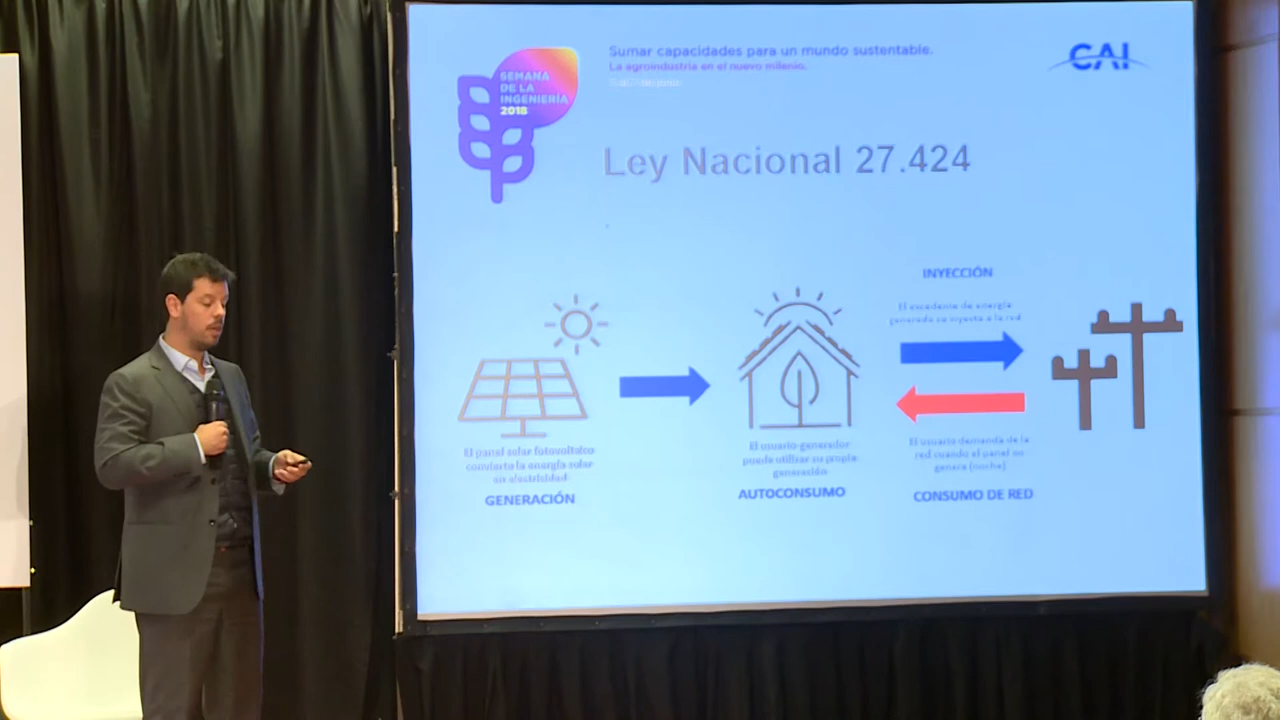 SEMANA
DE LA
INGENIERÍA
2018
Sumar capacidades para un mundo sustentable.
La agroindustria en el nuevo milenio.
CAI
Ley Nacional 27.424
El panel solar fotovoltaico
convierte la energía solar
en electricidad
GENERACIÓN
El usuario-generador
puede utilizar su propia
generación
AUTOCONSUMO
INYECCIÓN
El excedente de energía
generado se inyecta a la red
El usuario demanda de la
red cuando el panel no
genera (noche)
CONSUMO DE RED